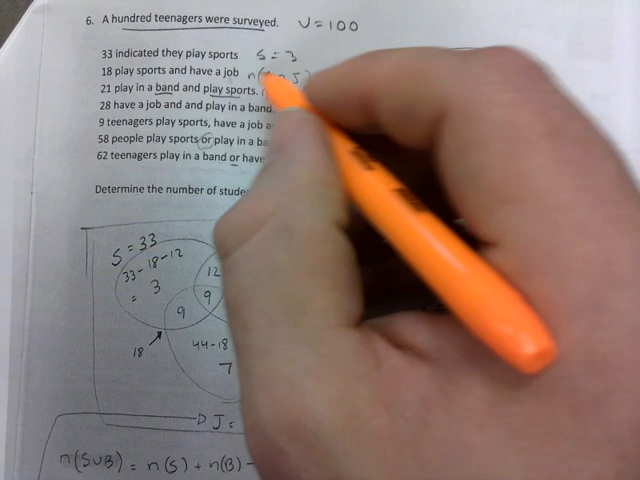 6. A hundred teenagers were surveyed. U = 100
33 indicated they play sports S = 3
18 play sports and have a job n(
21 play in a band and play sports.
28 have a job and and play in a band.
9 teenagers play sports, have a job a
58 people play sports or play in a ba
62 teenagers play in a band or have
Determine the number of stude
S = 33
33-18-12
= 3
12
9
9
18
44-18
7
J =
n(S∪B) = n(S) + n(B) -